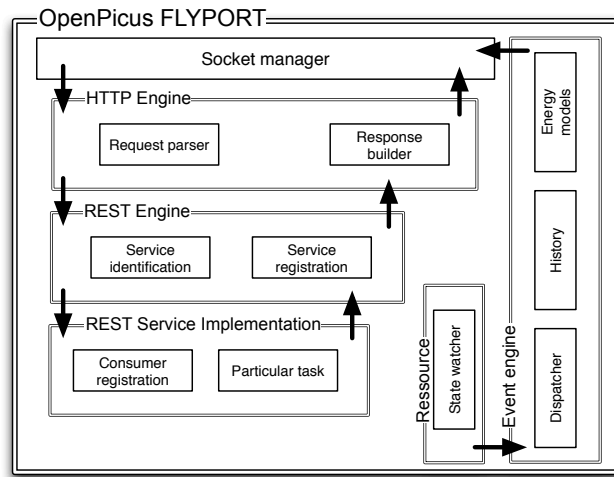 OpenPicus FLYPORT
Socket manager
HTTP Engine
Request parser
Response
builder
REST Engine
Service
identification
Service
registration
REST Service Implementation
Consumer
registration
Particular task
Ressource
State watcher
Event engine
Energy
models
History
Dispatcher